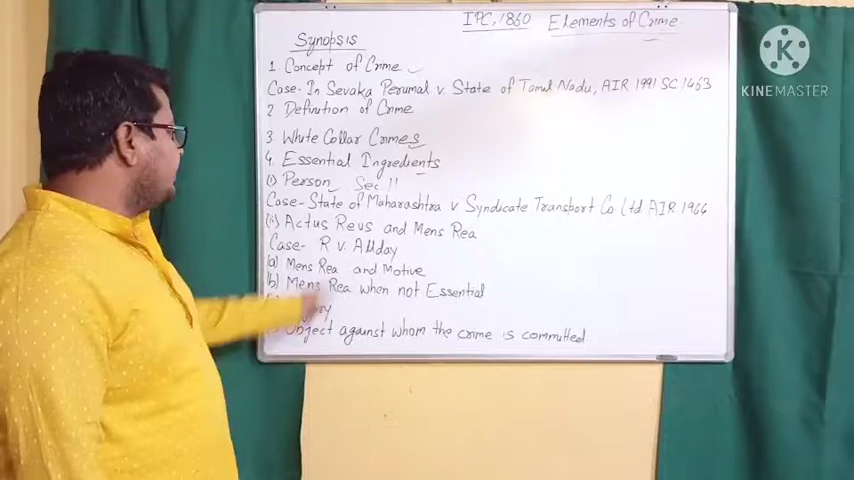 IPC, 1860 Elements of Crime
Synopsis
1 Concept of Crime
Case- In Sevaka Perumal v. State of Tamil Nadu, AIR 1991 SC 1463
2 Definition of Crime
3 White Collar Crimes
4. Essential Ingredients
(i) Person Sec. 11
Case- State of Maharashtra v Syndicate Transport Co Ltd AIR 1966
(ii) Actus Reus and Mens Rea
Case- R v. Allday
(a) Mens Rea and Motive
(b) Mens Rea when not Essential
Object against whom the crime is committed
KINEMASTER